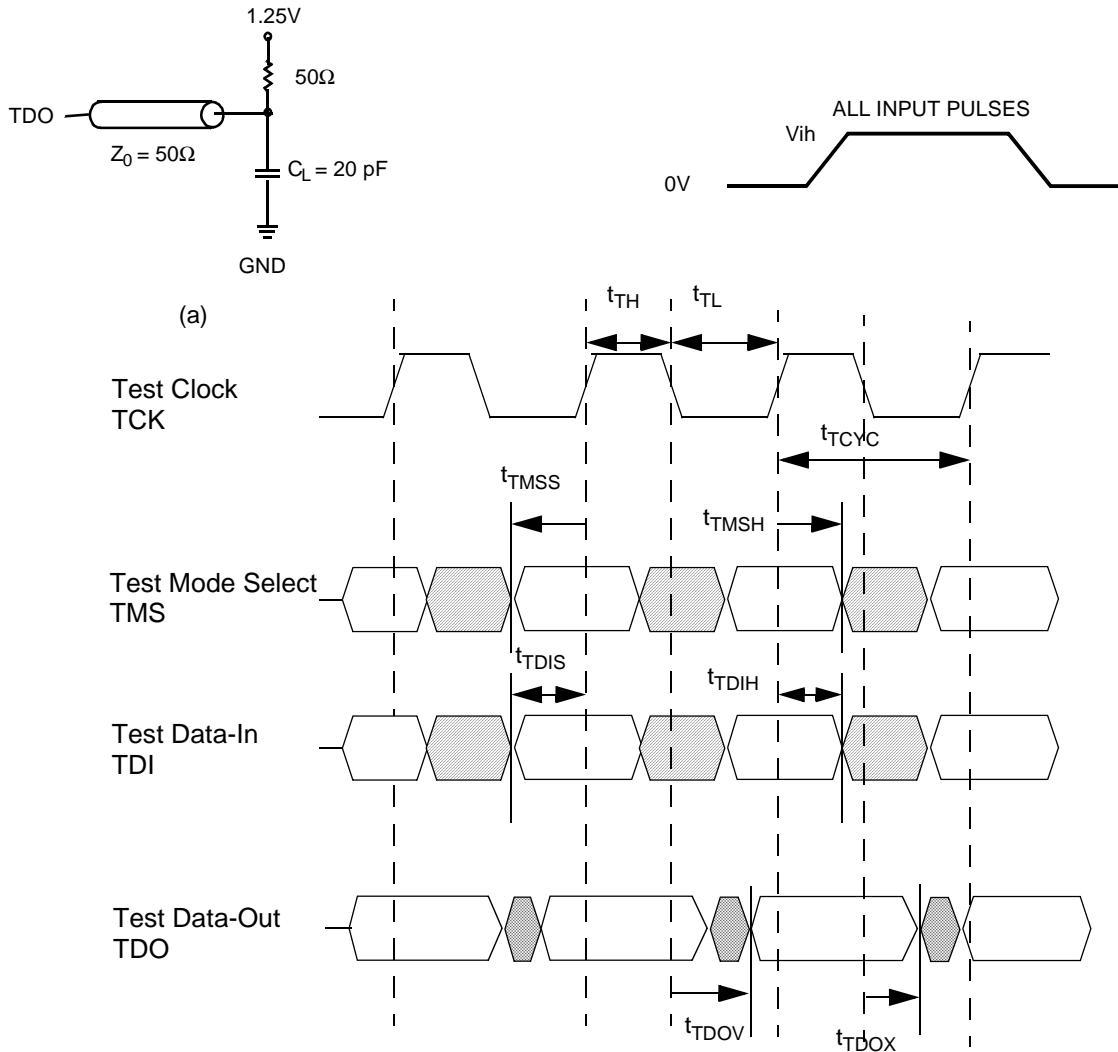 1.25V
50Ω
TDO
Z0 = 50Ω
CL = 20 pF
GND
(a)
ALL INPUT PULSES
Vih
0V
tTH
tTL
Test Clock
TCK
tTCYC
tTMSS
tTMSH
Test Mode Select
TMS
tTDIS
tTDIH
Test Data-In
TDI
Test Data-Out
TDO
tTDOV
tTDOX